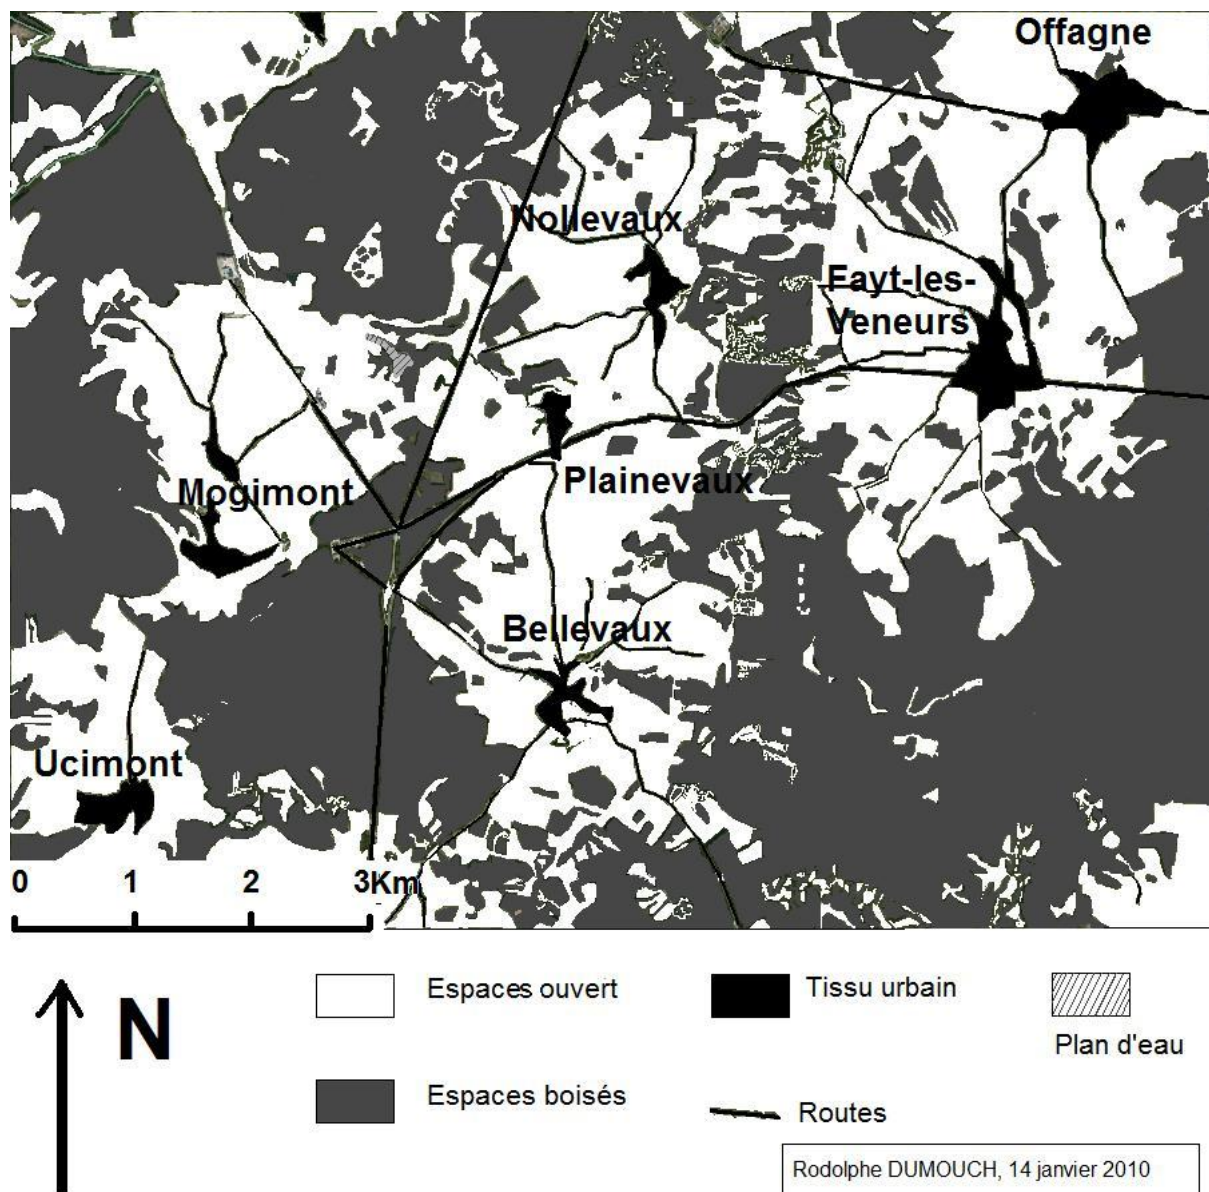 Offagne
Nollevaux
Fayt-les-
Veneurs
Plainevaux
Mogimont
Bellevaux
Ucimont
0 1 2 3Km
N
Espaces ouvert
Tissu urbain
Plan d'eau
Espaces boisés
Routes
Rodolphe DUMOUCH, 14 janvier 2010